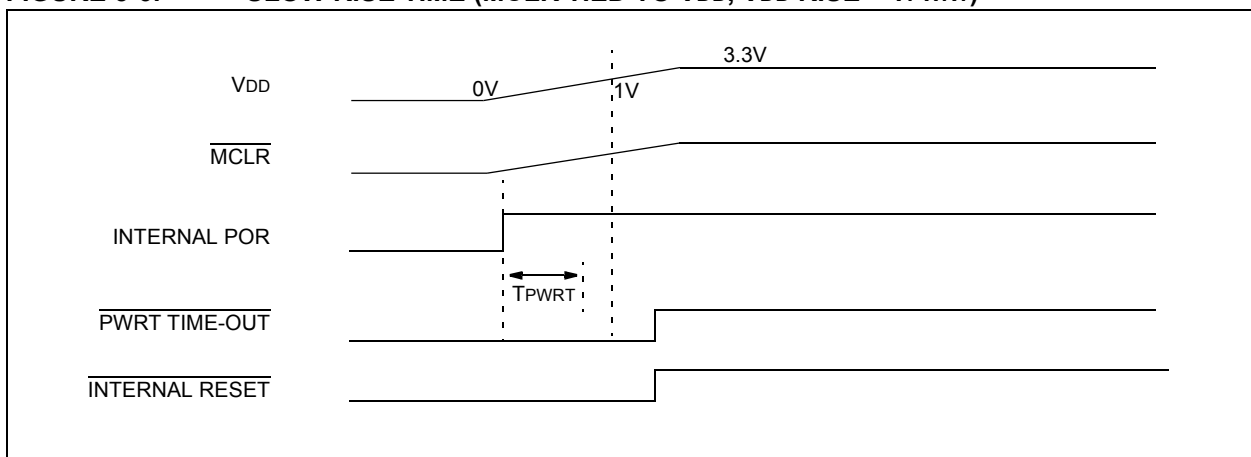 3.3V
VDD
0V
1V
MCLR
INTERNAL POR
TPWRT
PWRT TIME-OUT
INTERNAL RESET